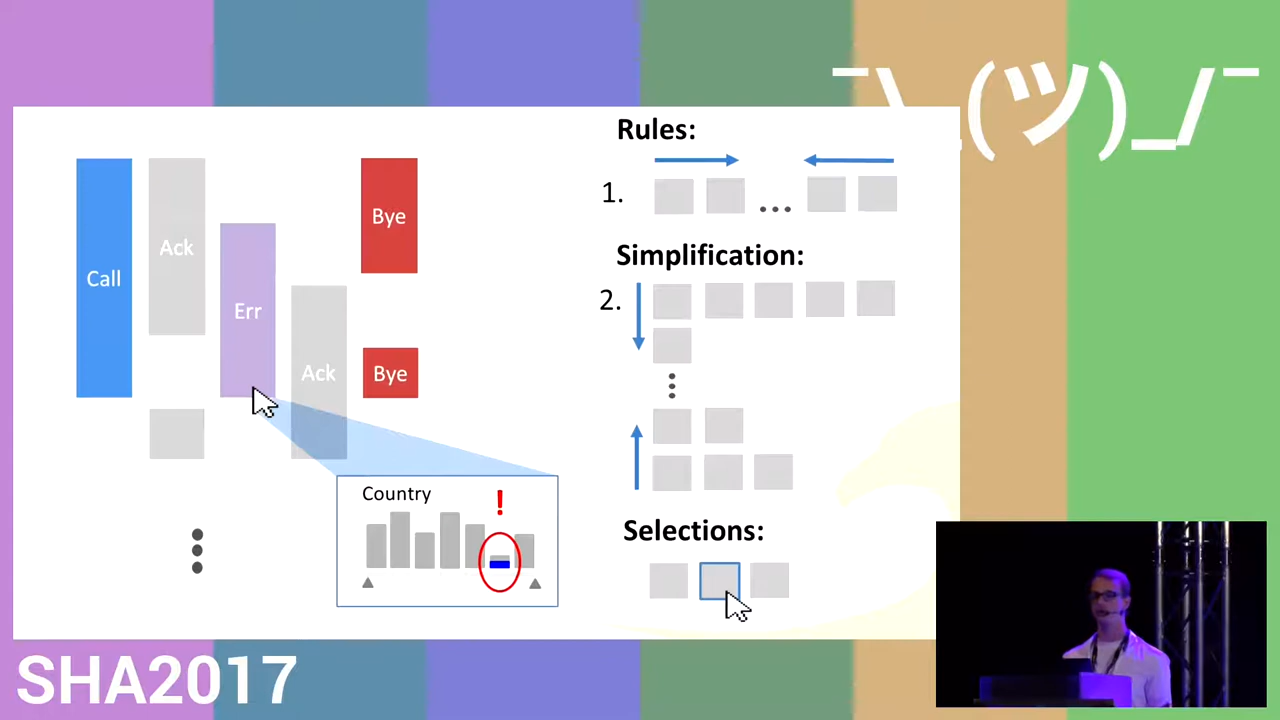 ¯\_(ツ)_/¯
Call
Ack
Err
Ack
Bye
Bye
Country
!
Rules:
1.
...
Simplification:
2.
Selections:
SHA2017